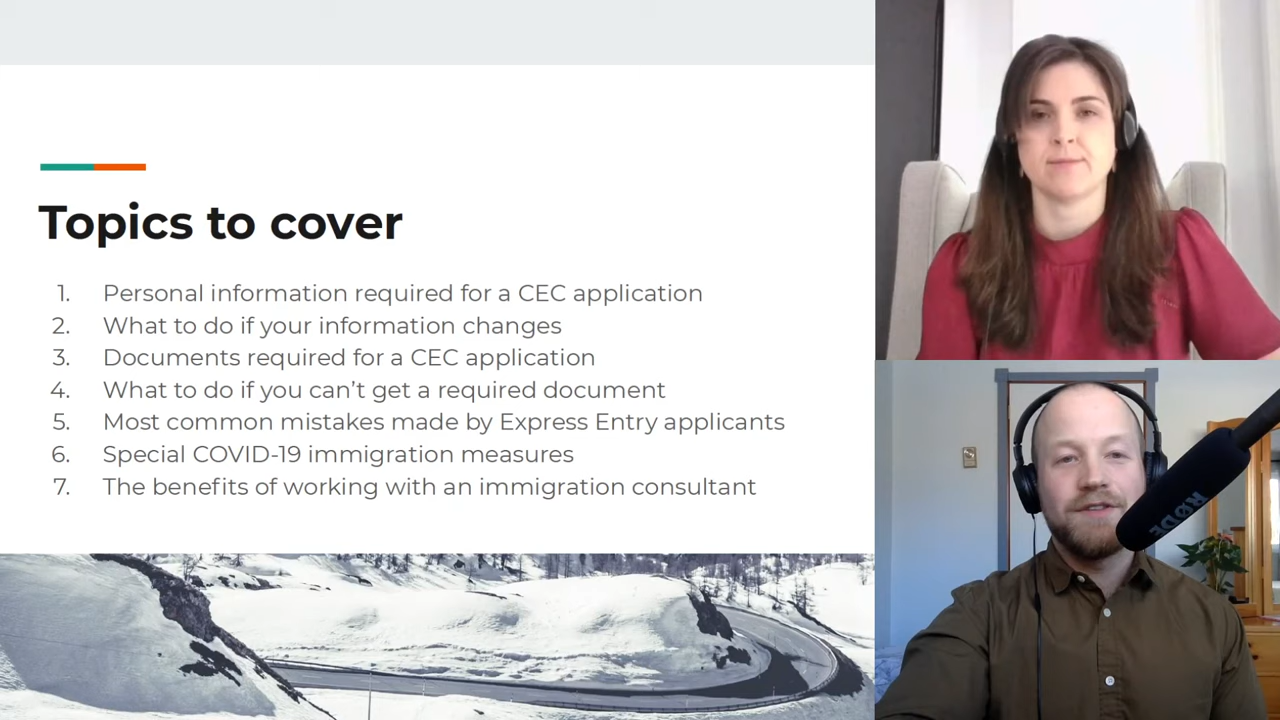 Topics to cover
1. Personal information required for a CEC application
2. What to do if your information changes
3. Documents required for a CEC application
4. What to do if you can’t get a required document
5. Most common mistakes made by Express Entry applicants
6. Special COVID-19 immigration measures
7. The benefits of working with an immigration consultant
RØDE